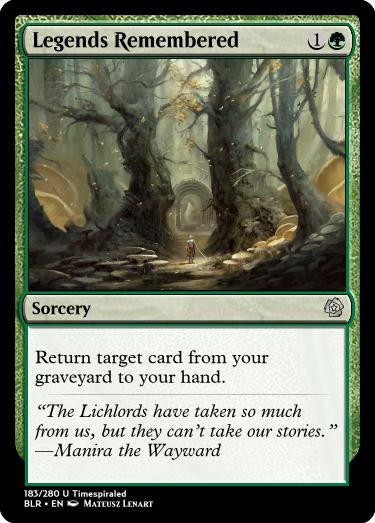 Legends Remembered 1
Sorcery
Return target card from your
graveyard to your hand.
“The Lichlords have taken so much
from us, but they can’t take our stories.”
—Manira the Wayward
183/280 U Timespiraled
BLR • EN Mateusz Lenart